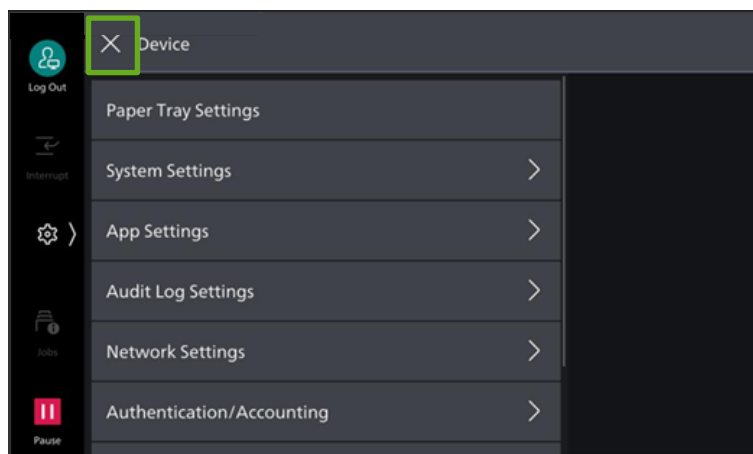 Device
Log Out
Paper Tray Settings
Interrupt
System Settings
App Settings
Audit Log Settings
Jobs
Network Settings
Authentication/Accounting
Pause